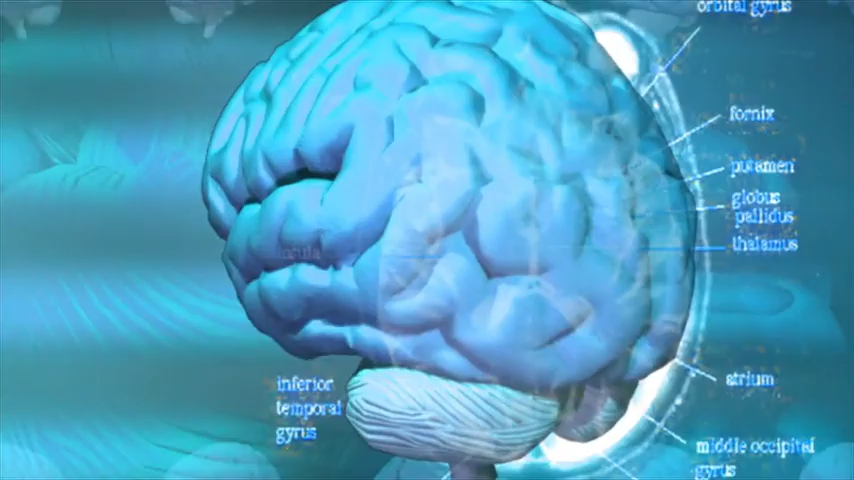 orbital gyrus
fornix
putamen
globus
pallidus
thalamus
inferior
temporal
gyrus
atrium
middle occipital
gyrus